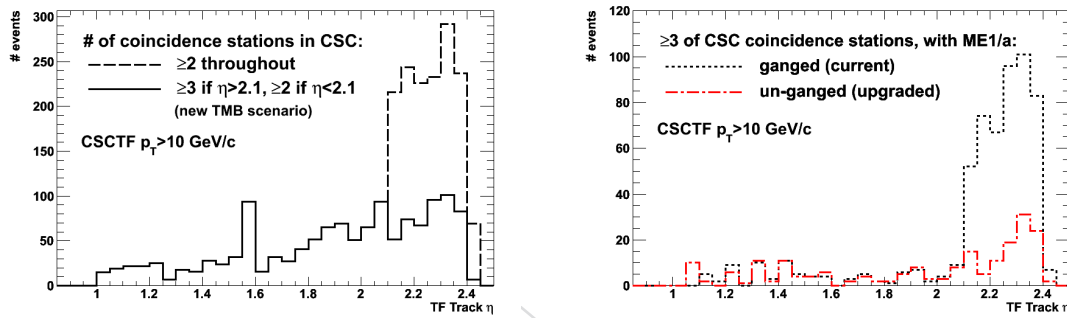 # events
300
250
200
150
100
50
0
# of coincidence stations in CSC:
≥2 throughout
≥3 if η>2.1, ≥2 if η<2.1
(new TMB scenario)
CSCTF pT>10 GeV/c
1 1.2 1.4 1.6 1.8 2 2.2 2.4
TF Track η
# events
120
100
80
60
40
20
0
≥3 of CSC coincidence stations, with ME1/a:
ganged (current)
un-ganged (upgraded)
CSCTF pT>10 GeV/c
1 1.2 1.4 1.6 1.8 2 2.2 2.4
TF Track η